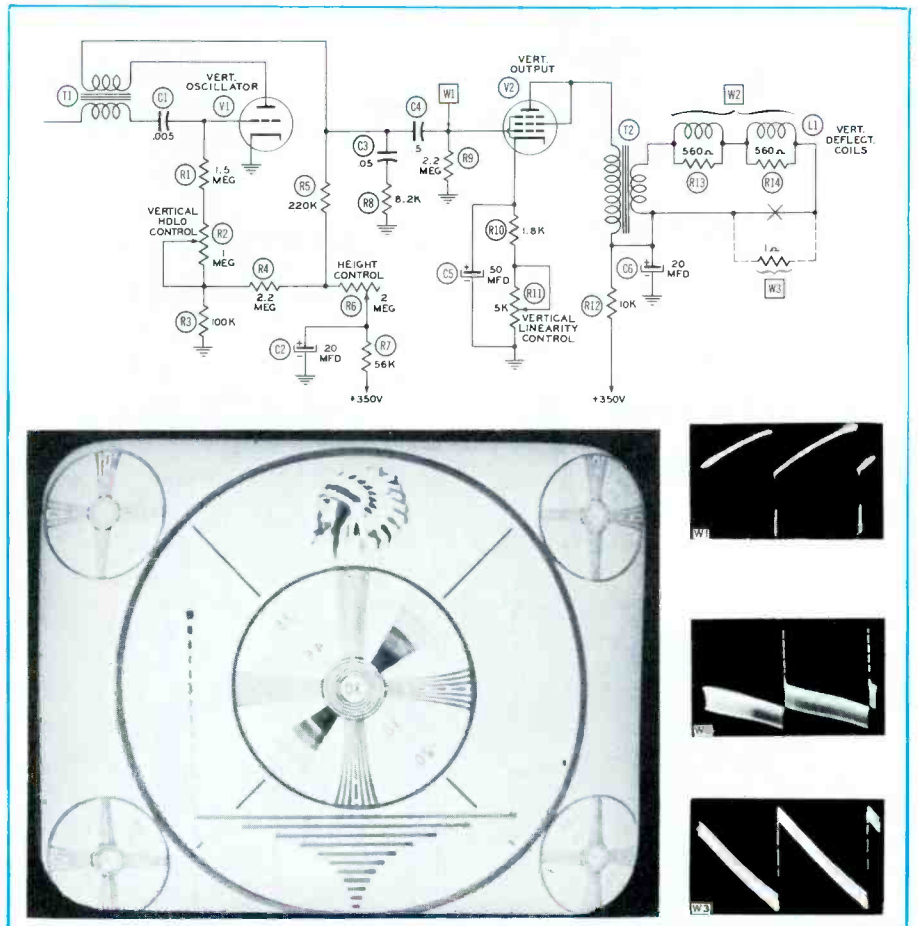 VERT. OSCILLATOR
V1
T1
C1
.005
R1
1.5 MEG
VERTICAL HOLD CONTROL
R2
1 MEG
R3
100K
R4
2.2 MEG
R5
220K
HEIGHT CONTROL
R6
2 MEG
C2
20 MFD
R7
56K
+350V
C3
.05
R8
8.2K
C4
.5
W1
R9
2.2 MEG
VERT. OUTPUT
V2
R10
1.8K
C5
50 MFD
R11
5K
VERTICAL LINEARITY CONTROL
T2
C6
20 MFD
R12
10K
+350V
W2
560Ω
R13
560Ω
R14
L1
VERT. DEFLECT. COILS
1Ω
W3
W1
W3